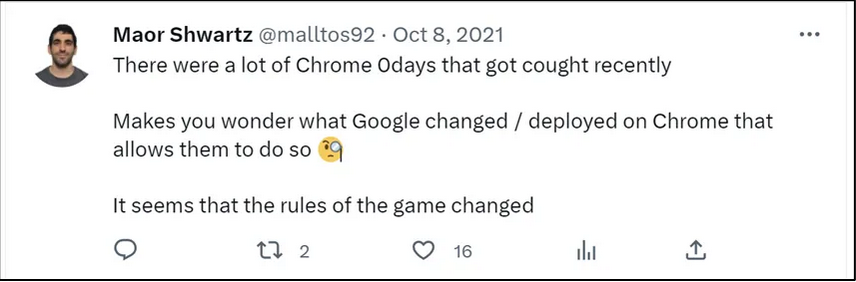 Maor Shwartz @malltos92 · Oct 8, 2021
There were a lot of Chrome 0days that got cought recently
Makes you wonder what Google changed / deployed on Chrome that
allows them to do so 🧐
It seems that the rules of the game changed
2 16